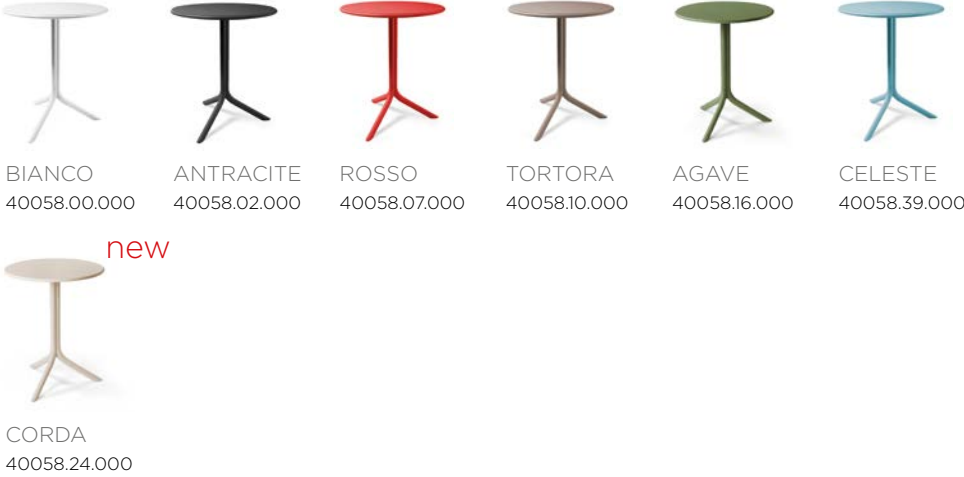 BIANCO
40058.00.000
ANTRACITE
40058.02.000
ROSSO
40058.07.000
TORTORA
40058.10.000
AGAVE
40058.16.000
CELESTE
40058.39.000
new
CORDA
40058.24.000